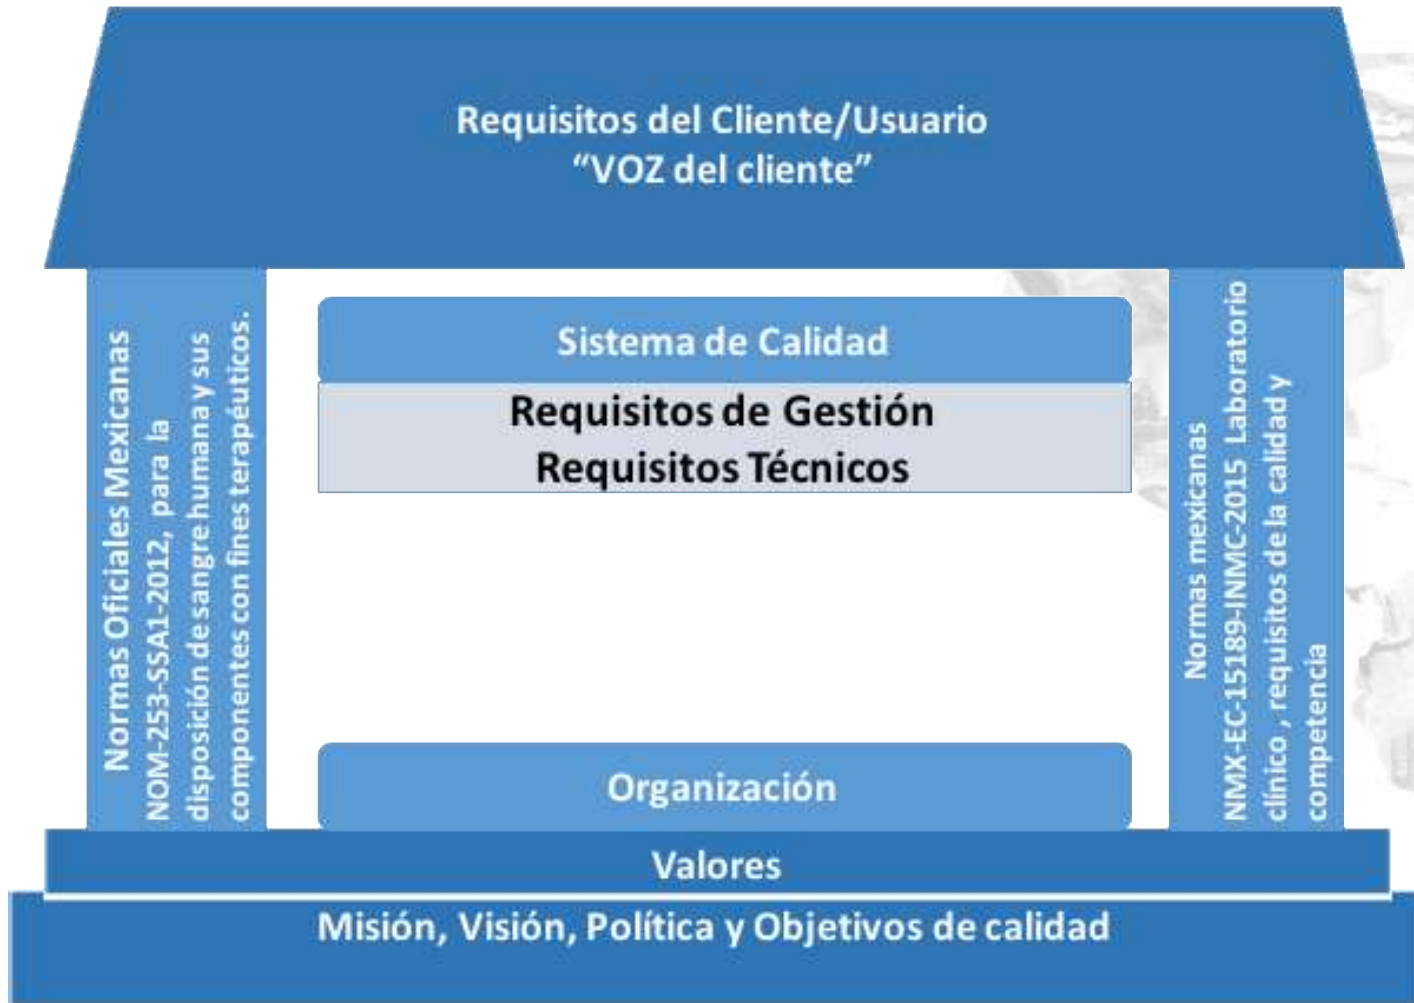 Requisitos del Cliente/Usuario
“VOZ del cliente”
Normas Oficiales Mexicanas
NOM-253-SSA1-2012, para la
disposición de sangre humana y sus
componentes con fines terapéuticos.
Sistema de Calidad
Requisitos de Gestión
Requisitos Técnicos
Organización
Normas mexicanas
NMX-EC-15189-INMC-2015 Laboratorio
clínico , requisitos de la calidad y
competencia
Valores
Misión, Visión, Política y Objetivos de calidad